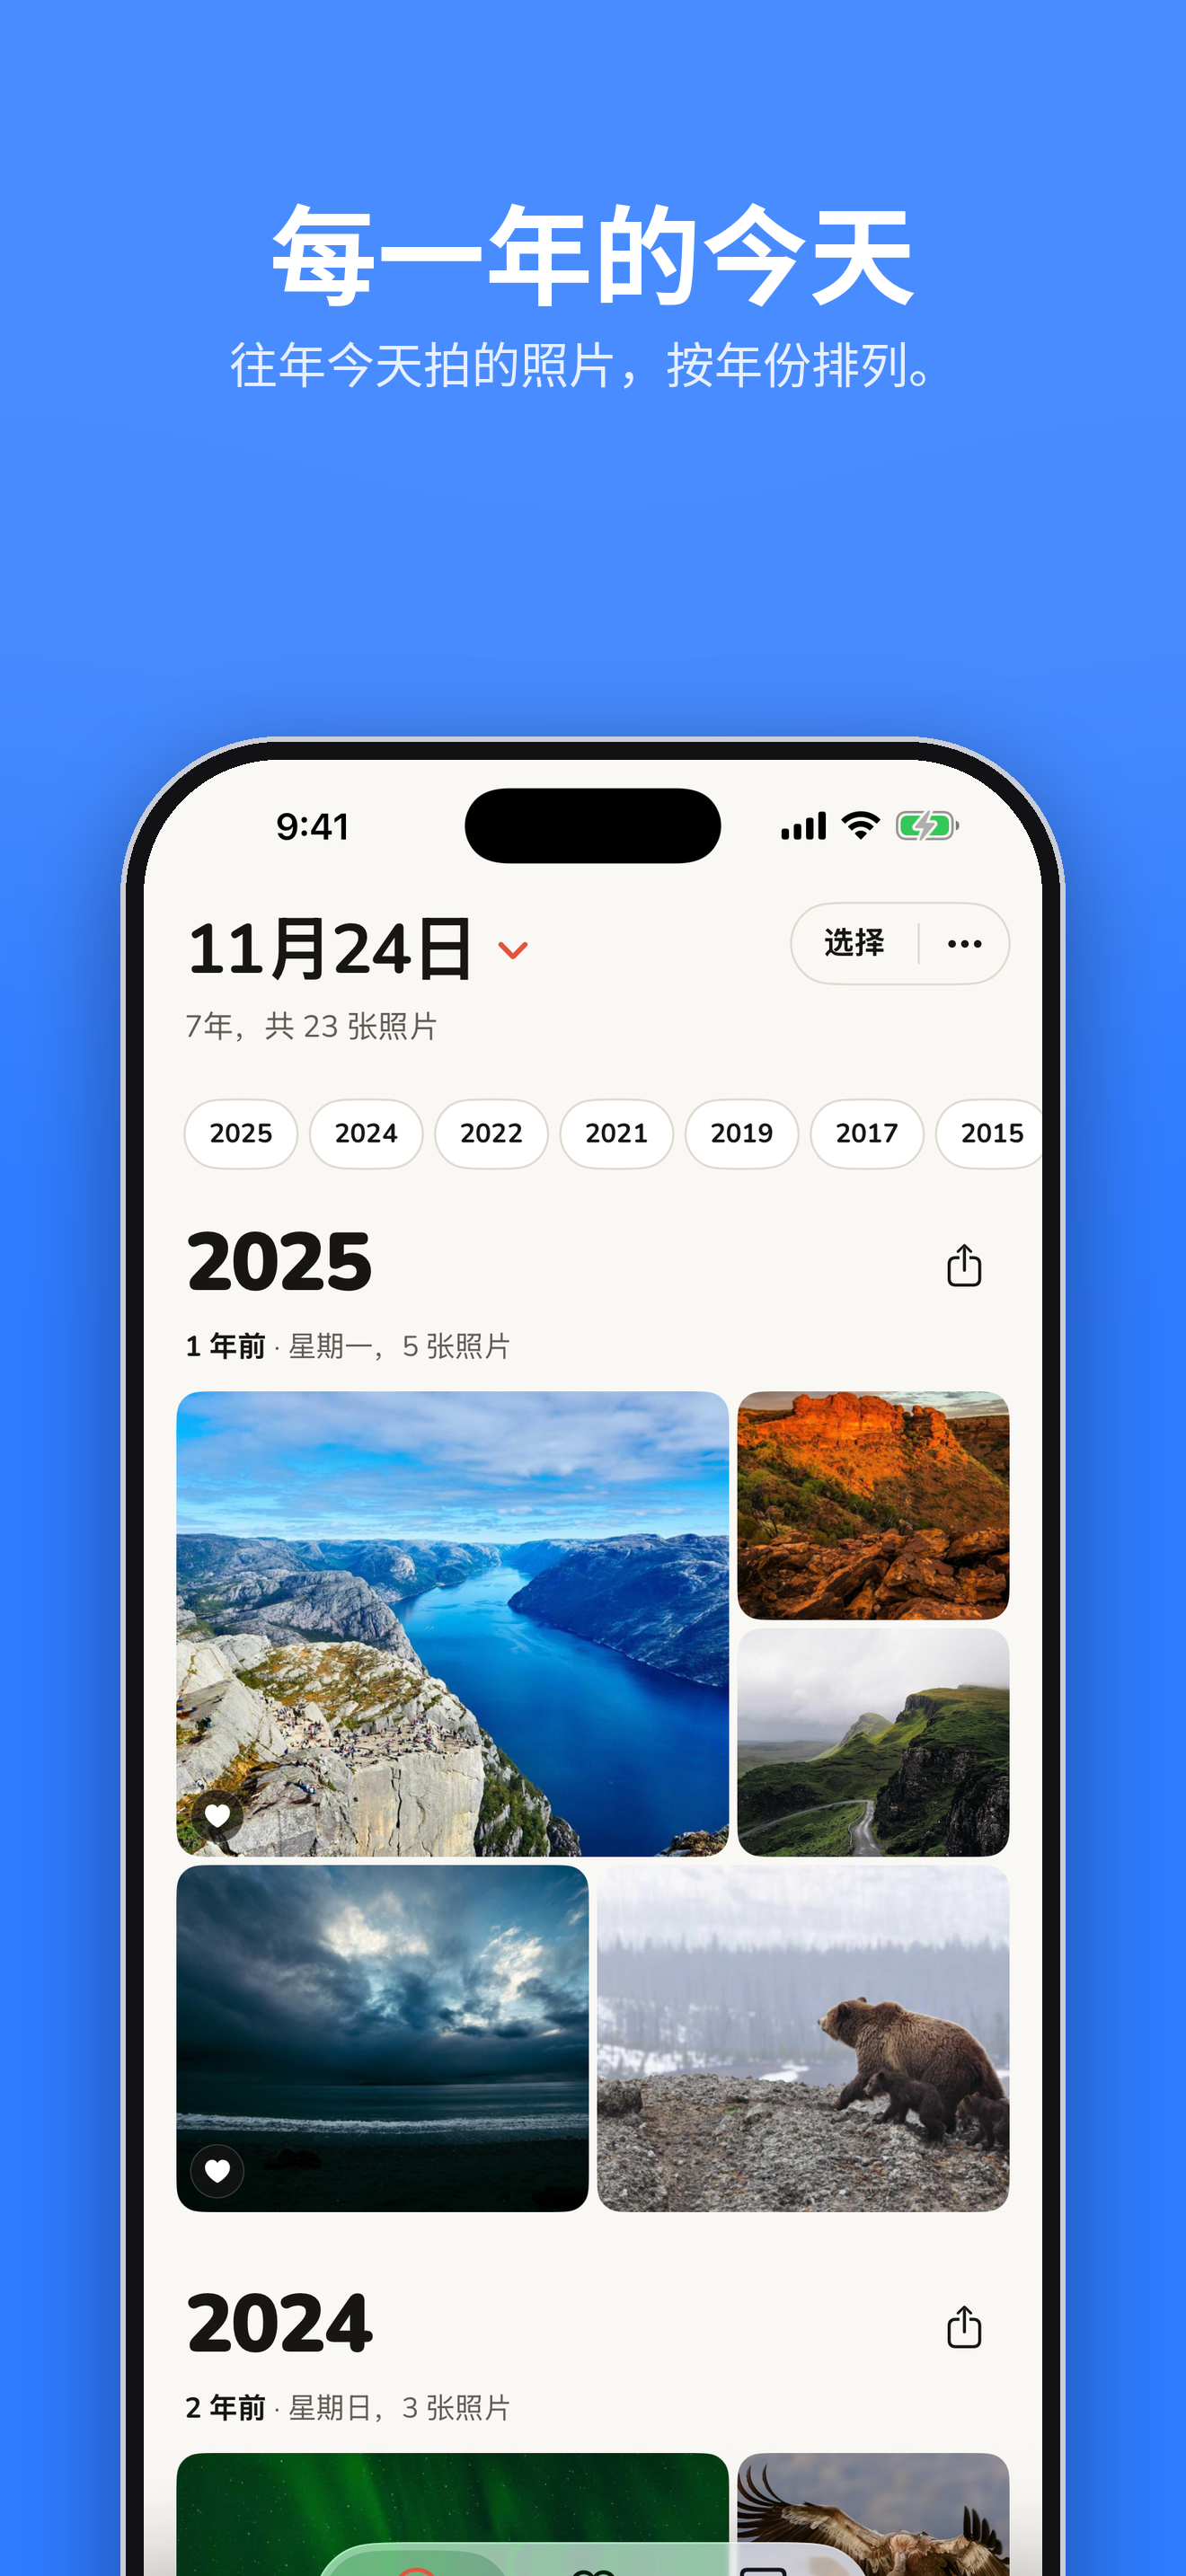 每一年的今天
往年今天拍的照片，按年份排列。
9:41
11月24日
选择
7年，共 23 张照片
2025 2024 2022 2021 2019 2017 2015
2025
1 年前 · 星期一，5 张照片
2024
2 年前 · 星期日，3 张照片